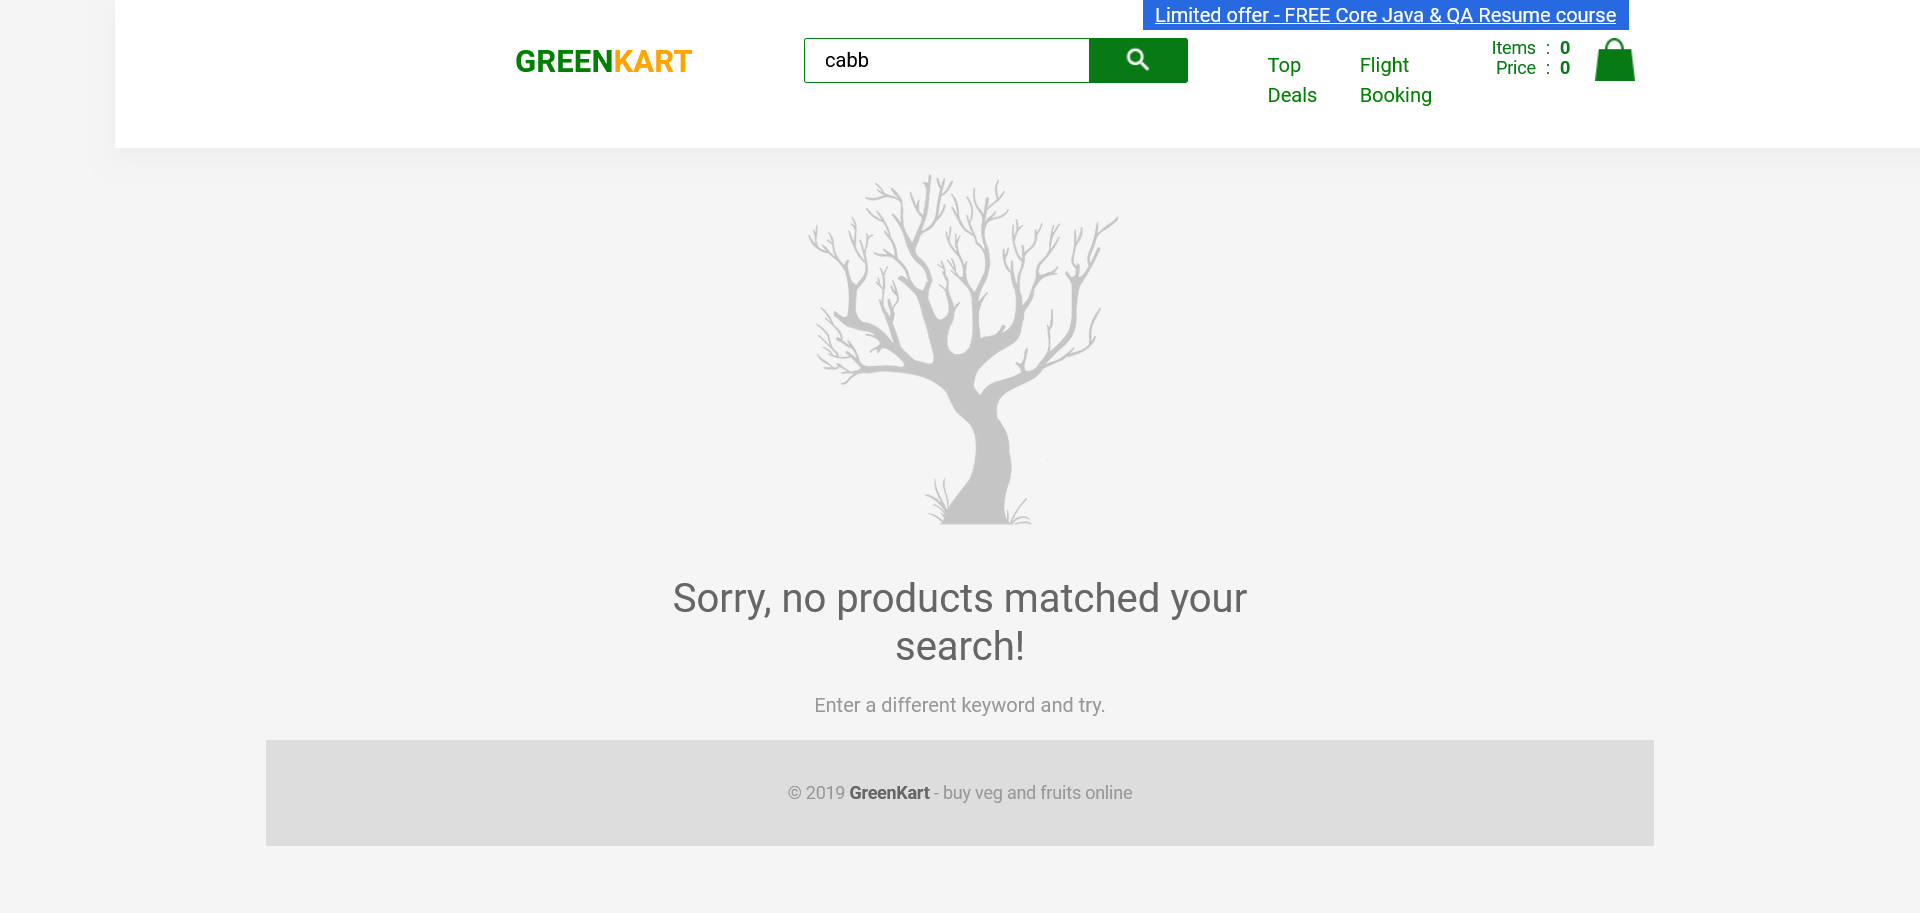 Limited offer - FREE Core Java & QA Resume course
GREENKART
cabb
Top
Deals
Flight
Booking
Items : 0
Price : 0
Sorry, no products matched your
search!
Enter a different keyword and try.
© 2019 GreenKart - buy veg and fruits online